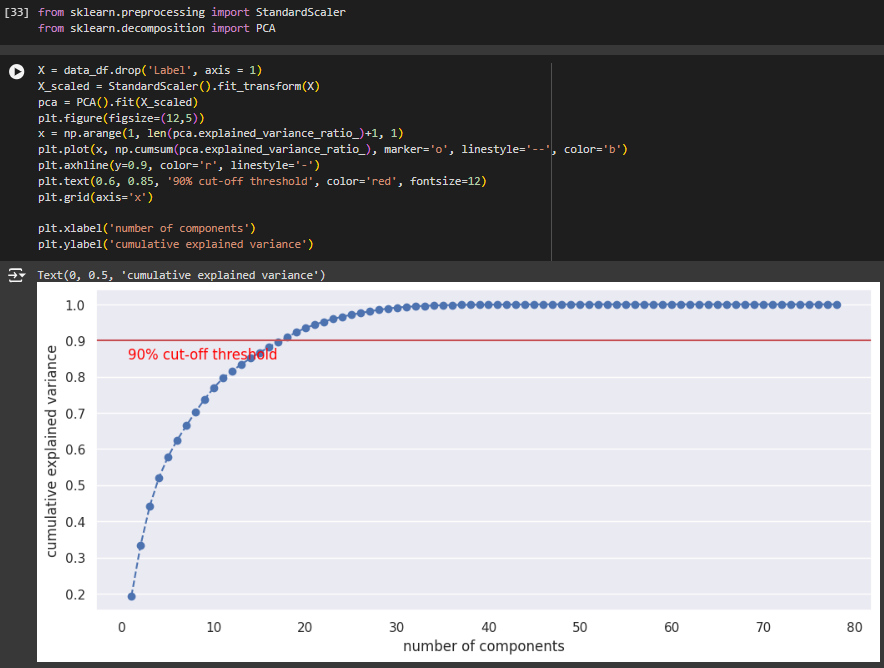 [33] from sklearn.preprocessing import StandardScaler
from sklearn.decomposition import PCA
X = data_df.drop('Label', axis = 1)
X_scaled = StandardScaler().fit_transform(X)
pca = PCA().fit(X_scaled)
plt.figure(figsize=(12,5))
x = np.arange(1, len(pca.explained_variance_ratio_)+1, 1)
plt.plot(x, np.cumsum(pca.explained_variance_ratio_), marker='o', linestyle='--', color='b')
plt.axhline(y=0.9, color='r', linestyle='-')
plt.text(0.6, 0.85, '90% cut-off threshold', color='red', fontsize=12)
plt.grid(axis='x')
plt.xlabel('number of components')
plt.ylabel('cumulative explained variance')
Text(0, 0.5, 'cumulative explained variance')
cumulative explained variance
1.0
0.9
90% cut-off threshold
0.8
0.7
0.6
0.5
0.4
0.3
0.2
0 10 20 30 40 50 60 70 80
number of components